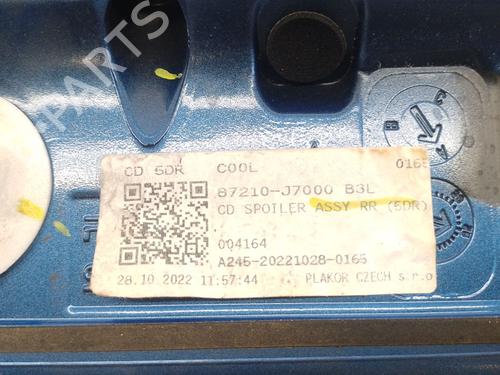 CD 5DR COOL 0165
87210-J7000 B3L
CD SPOILER ASSY RR (5DR)
004164
A245-20221028-0165
28.10.2022 11:57:44 PLAKOR CZECH s.r.o